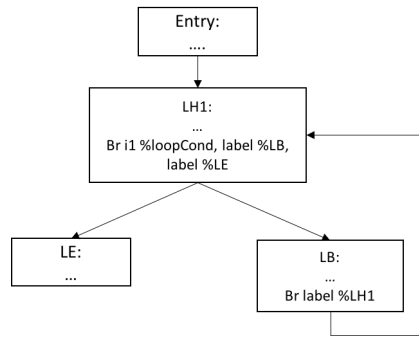 Entry:
....
LH1:
...
Br i1 %loopCond, label %LB,
label %LE
LE:
...
LB:
...
Br label %LH1